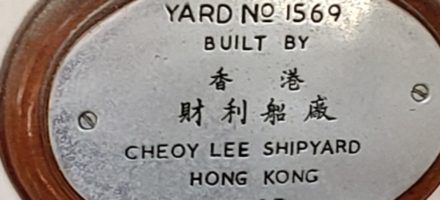 YARD NO 1569
BUILT BY
香 港
財利船廠
CHEOY LEE SHIPYARD
HONG KONG